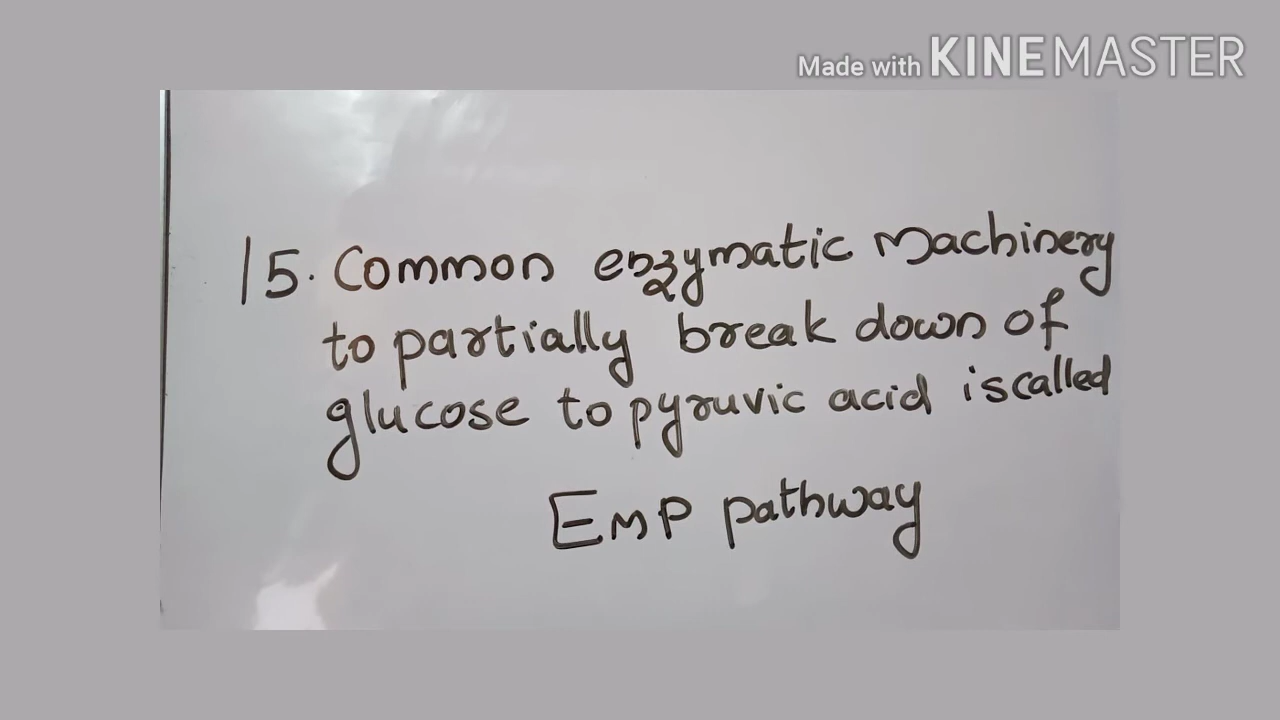 Made with KINEMASTER
15. Common enzymatic Machinery
to partially break down of
glucose to pyruvic acid is called
EMP pathway